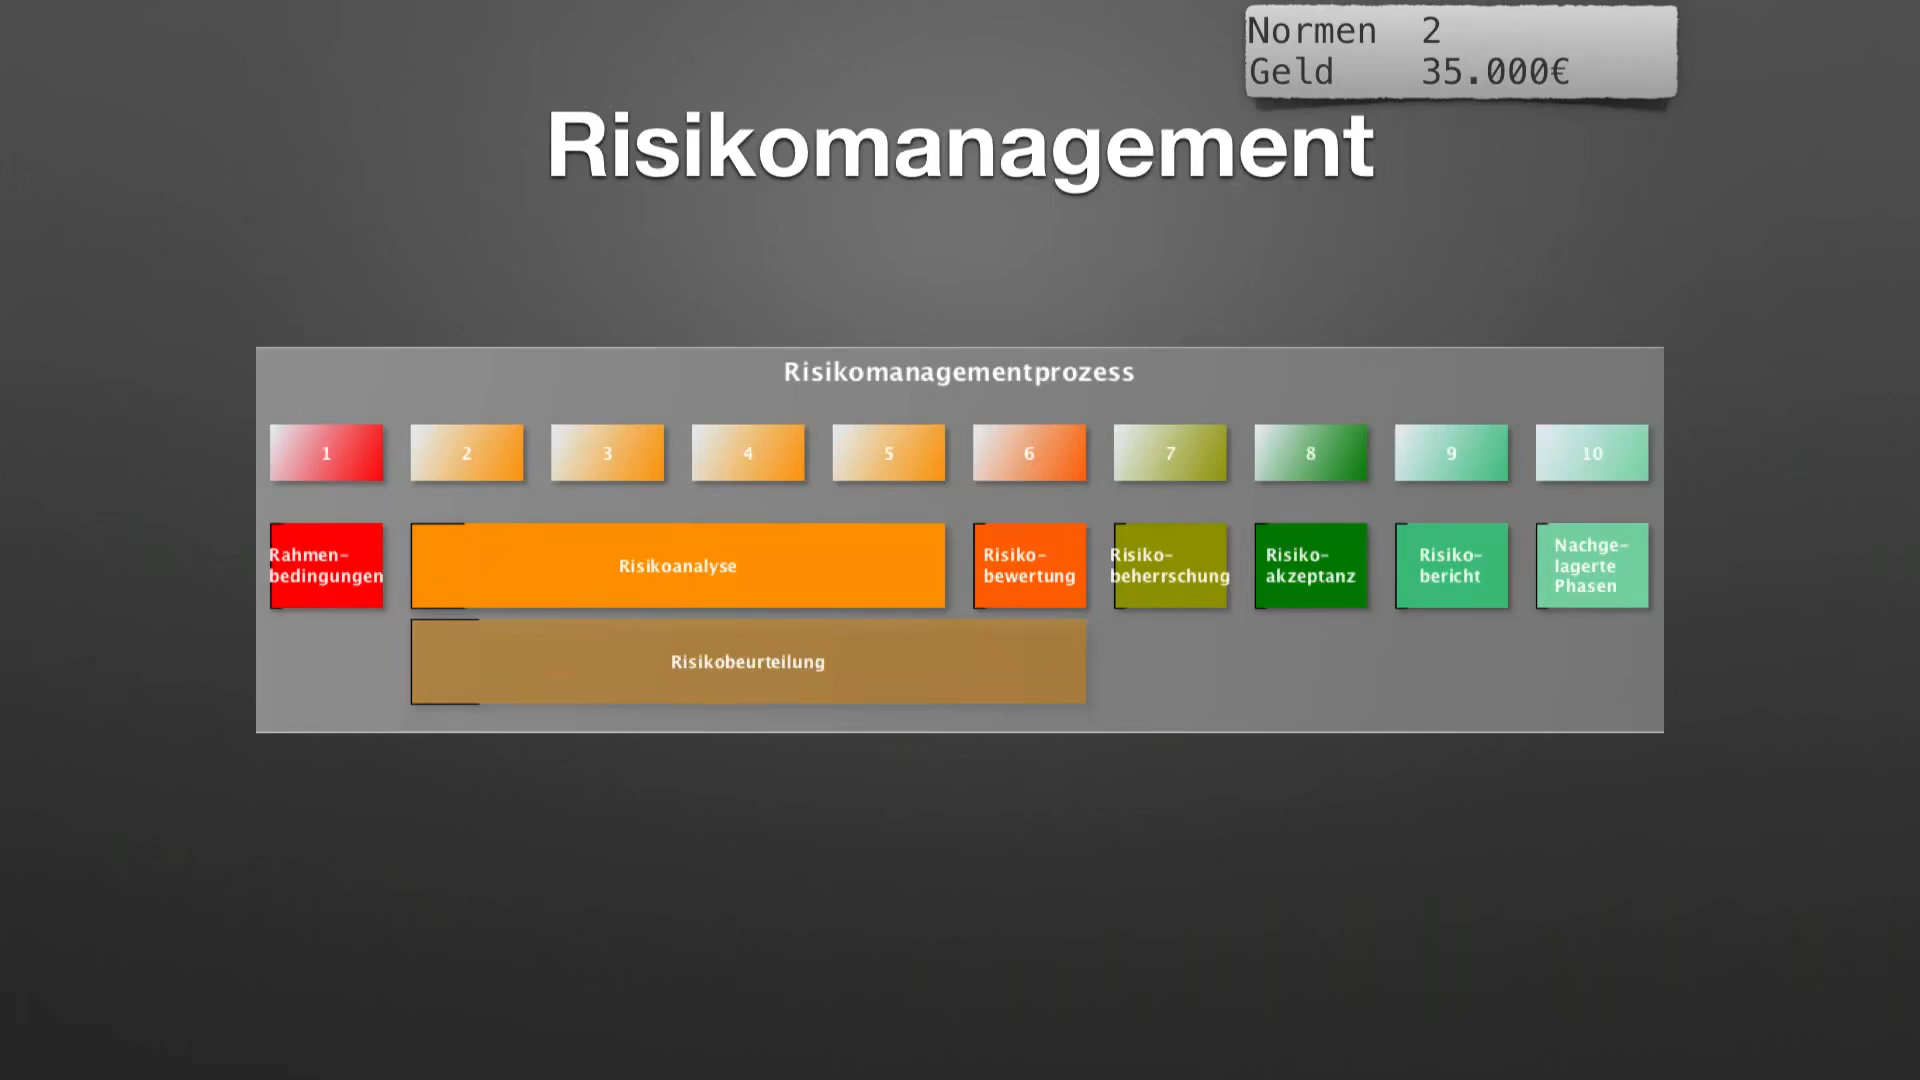 Normen 2
Geld 35.000€
Risikomanagement
Risikomanagementprozess
1 2 3 4 5 6 7 8 9 10
Rahmen-
bedingungen
Risikoanalyse
Risiko-
bewertung
Risiko-
beherrschung
Risiko-
akzeptanz
Risiko-
bericht
Nachge-
lagerte
Phasen
Risikobeurteilung